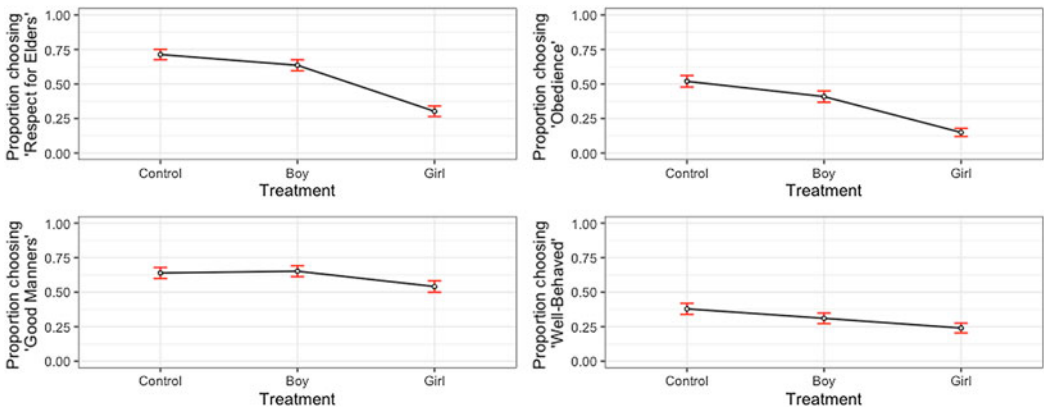 Proportion choosing
'Respect for Elders'
1.00
0.75
0.50
0.25
0.00
Control Boy Girl
Treatment
Proportion choosing
'Obedience'
1.00
0.75
0.50
0.25
0.00
Control Boy Girl
Treatment
Proportion choosing
'Good Manners'
1.00
0.75
0.50
0.25
0.00
Control Boy Girl
Treatment
Proportion choosing
'Well-Behaved'
1.00
0.75
0.50
0.25
0.00
Control Boy Girl
Treatment